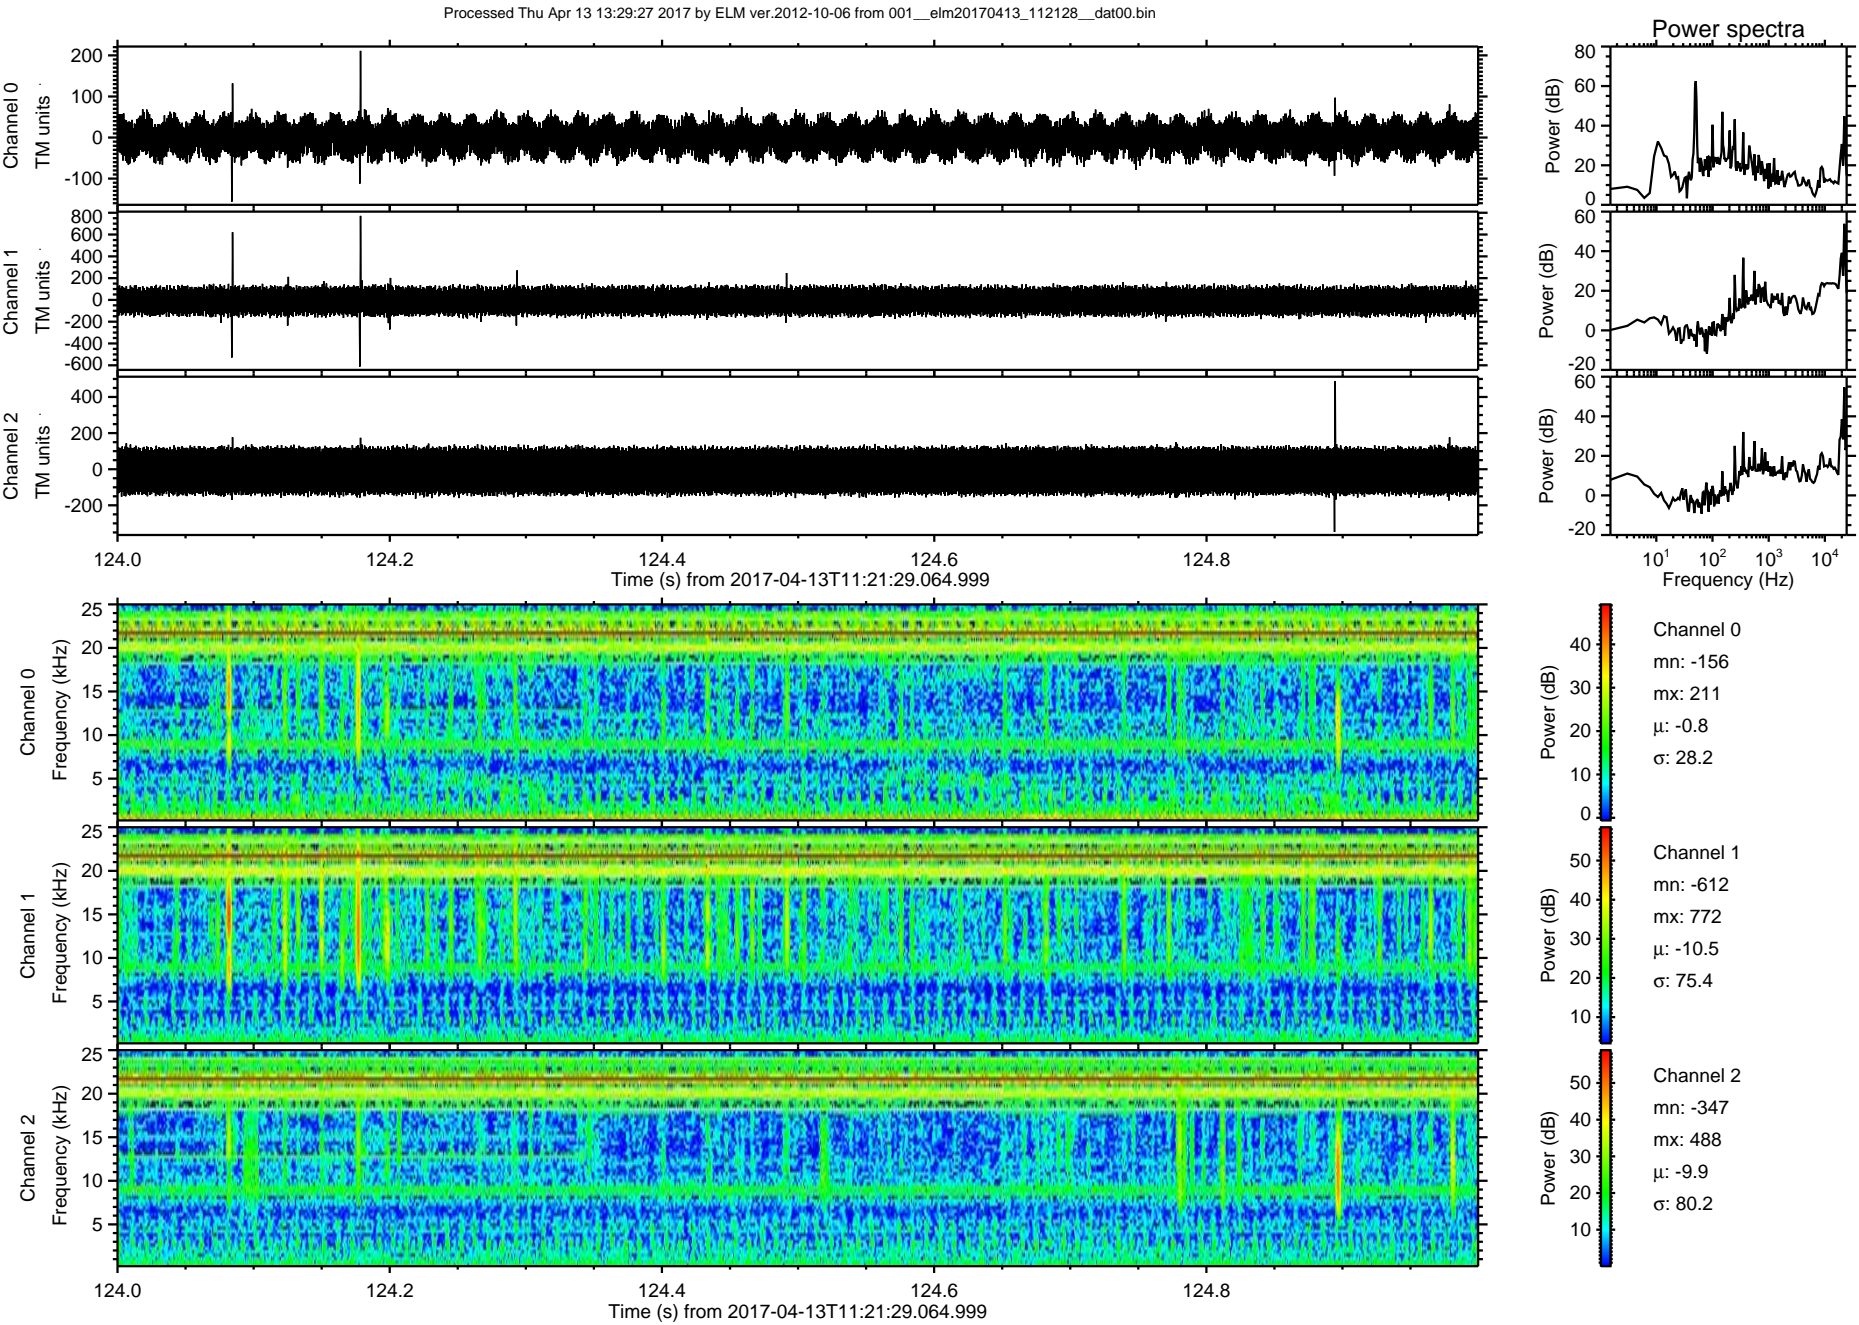 Processed Thu Apr 13 13:29:27 2017 by ELM ver.2012-10-06 from 001__elm20170413_112128__dat00.bin
Power spectra
Channel 0
TM units
200
100
0
-100
Power (dB)
80
60
40
20
0
Channel 1
TM units
800
600
400
200
0
-200
-400
-600
Power (dB)
60
40
20
0
-20
Channel 2
TM units
400
200
0
-200
Power (dB)
60
40
20
0
-20
124.0 124.2 124.4 124.6 124.8
Time (s) from 2017-04-13T11:21:29.064.999
10^1 10^2 10^3 10^4
Frequency (Hz)
Channel 0
Frequency (kHz)
25
20
15
10
5
Power (dB)
40
30
20
10
0
Channel 0
mn: -156
mx: 211
μ: -0.8
σ: 28.2
Channel 1
Frequency (kHz)
25
20
15
10
5
Power (dB)
50
40
30
20
10
Channel 1
mn: -612
mx: 772
μ: -10.5
σ: 75.4
Channel 2
Frequency (kHz)
25
20
15
10
5
Power (dB)
50
40
30
20
10
Channel 2
mn: -347
mx: 488
μ: -9.9
σ: 80.2
124.0 124.2 124.4 124.6 124.8
Time (s) from 2017-04-13T11:21:29.064.999